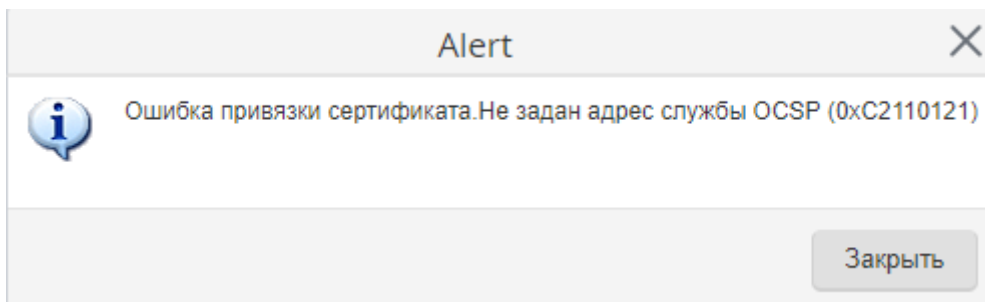 Alert
Ошибка привязки сертификата.Не задан адрес службы OCSP (0xC2110121)
Закрыть